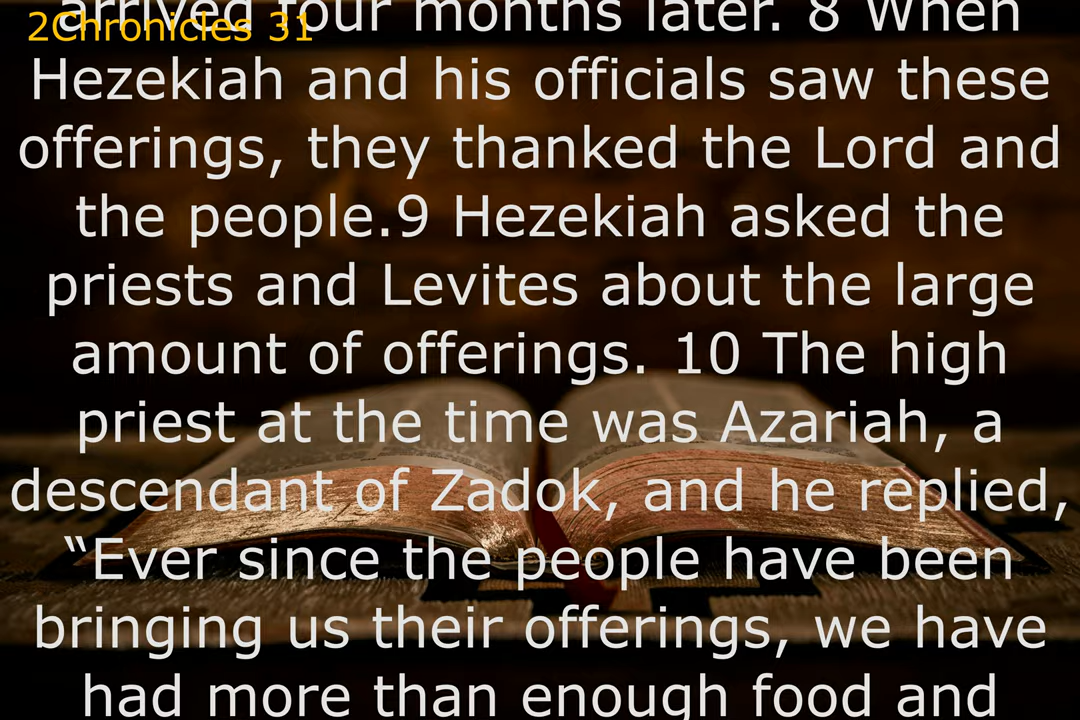 2Chronicles 31
arrived four months later. 8 When
Hezekiah and his officials saw these
offerings, they thanked the Lord and
the people.9 Hezekiah asked the
priests and Levites about the large
amount of offerings. 10 The high
priest at the time was Azariah, a
descendant of Zadok, and he replied,
“Ever since the people have been
bringing us their offerings, we have
had more than enough food and